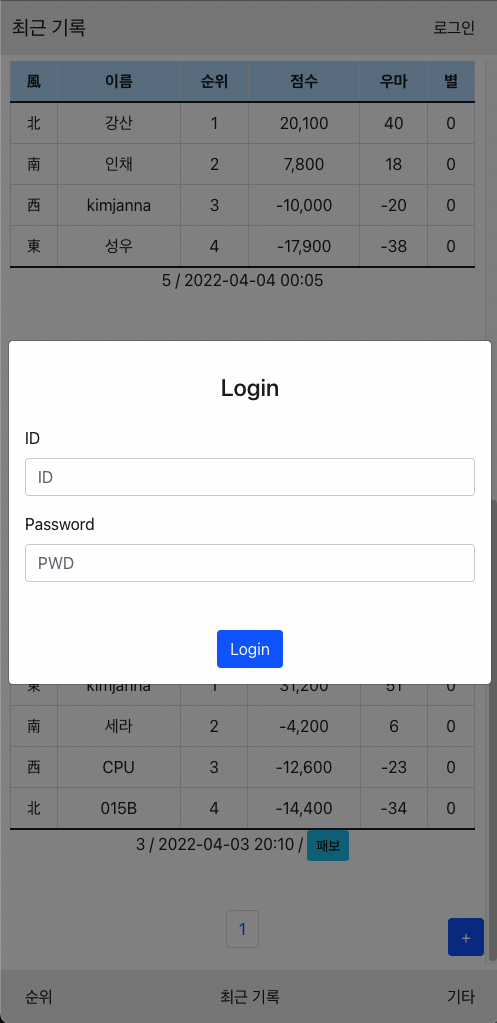 최근 기록 로그인
風 이름 순위 점수 우마 별
北 강산 1 20,100 40 0
南 인채 2 7,800 18 0
西 kimjanna 3 -10,000 -20 0
東 성우 4 -17,900 -38 0
5 / 2022-04-04 00:05
Login
ID
ID
Password
PWD
Login
東 kimjanna 1 31,200 51 0
南 세라 2 -4,200 6 0
西 CPU 3 -12,600 -23 0
北 015B 4 -14,400 -34 0
3 / 2022-04-03 20:10 / 패보
1
+
순위 최근 기록 기타